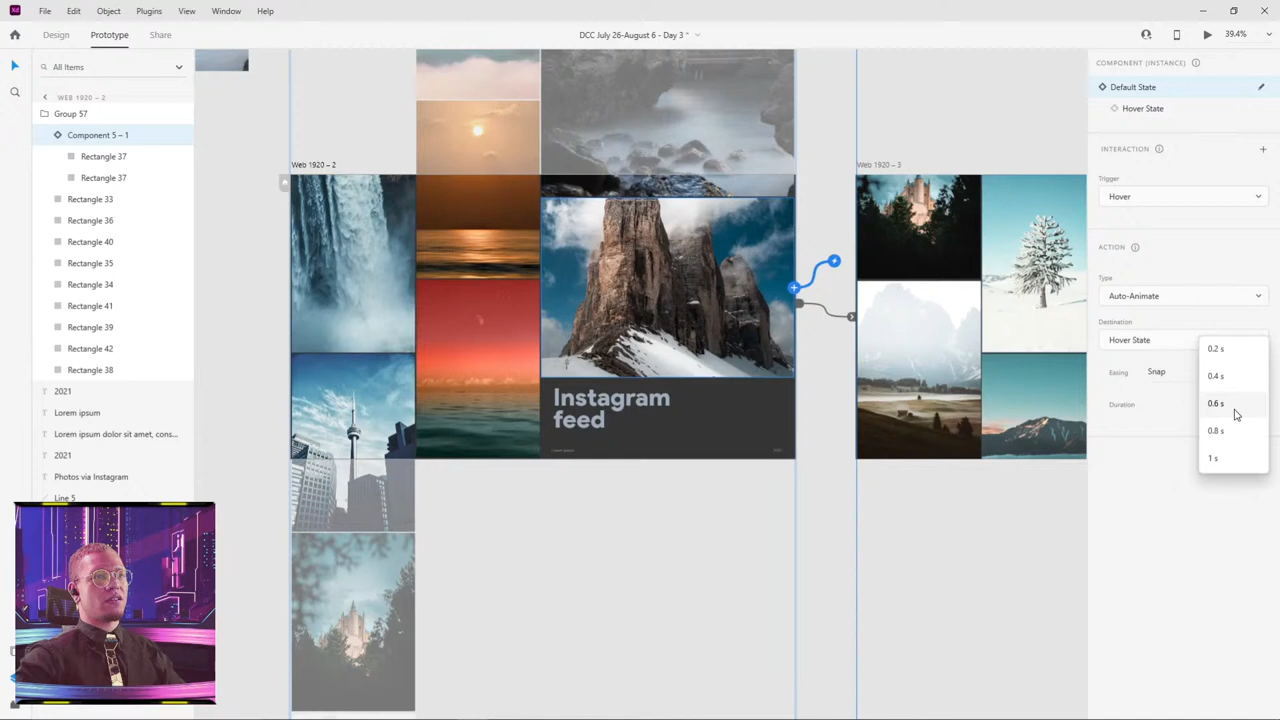 Xd File Edit Object Plugins View Window Help
Design Prototype Share
DCC July 26-August 6 - Day 3 *
39.4%
All Items
WEB 1920 – 2
Group 57
Component 5 – 1
Rectangle 37
Rectangle 37
Rectangle 33
Rectangle 36
Rectangle 40
Rectangle 35
Rectangle 34
Rectangle 41
Rectangle 39
Rectangle 42
Rectangle 38
2021
Lorem ipsum
Lorem ipsum dolor sit amet, cons...
2021
Photos via Instagram
Line 5
Web 1920 – 2
Instagram
feed
Lorem ipsum
2021
Web 1920 – 3
COMPONENT (INSTANCE)
Default State
Hover State
INTERACTION
Trigger
Hover
ACTION
Type
Auto-Animate
Destination
Hover State
Easing Snap
Duration
0.2 s
0.4 s
0.6 s
0.8 s
1 s